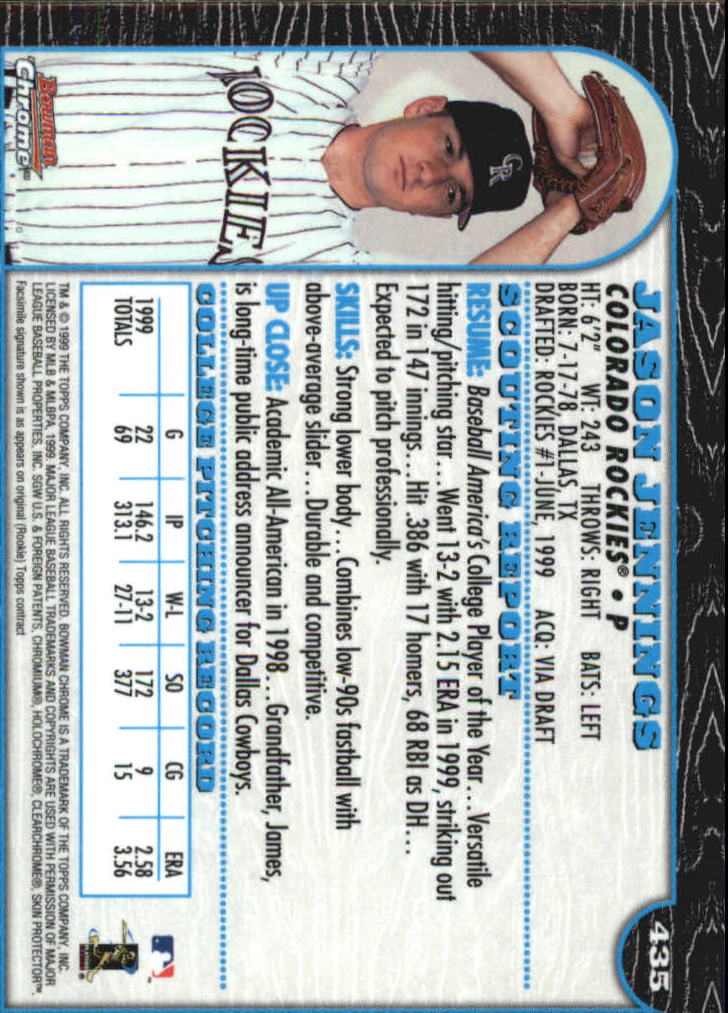 435
JASON JENNINGS
COLORADO ROCKIES® • P
HT: 6'2" WT: 243 THROWS: RIGHT BATS: LEFT
BORN: 7-17-78, DALLAS, TX
DRAFTED: ROCKIES #1-JUNE, 1999 ACQ: VIA DRAFT
SCOUTING REPORT
RESUME: Baseball America's College Player of the Year...Versatile
hitting/pitching star...Went 13-2 with 2.15 ERA in 1999, striking out
172 in 147 innings...Hit .386 with 17 homers, 68 RBI as DH...
Expected to pitch professionally.
SKILLS: Strong lower body...Combines low-90s fastball with
above-average slider...Durable and competitive.
UP CLOSE: Academic All-American in 1998...Grandfather, James,
is long-time public address announcer for Dallas Cowboys.
COLLEGE PITCHING RECORD
G IP W-L SO CG ERA
1999 22 146.2 13-2 172 9 2.58
TOTALS 69 313.1 27-11 377 15 3.56
TM & © 1999 THE TOPPS COMPANY, INC. ALL RIGHTS RESERVED. BOWMAN CHROME IS A TRADEMARK OF THE TOPPS COMPANY, INC.
LICENSED BY MLB & MLBPA, 1999. MAJOR LEAGUE BASEBALL TRADEMARKS AND COPYRIGHTS ARE USED WITH PERMISSION OF MAJOR
LEAGUE BASEBALL PROPERTIES, INC. SGW U.S. & FOREIGN PATENTS, CHROMIUM®, HOLOCHROME®, CLEARCHROME®, SKIN PROTECTOR™.
Facsimile signature shown is as appears on original (Rookie) Topps contract
CR
ROCKIES
Bowman
Chrome